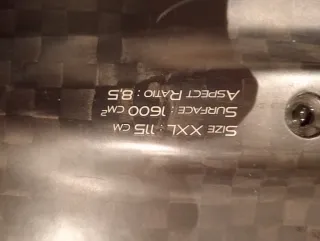 SIZE XXL : 115 CM
SURFACE : 1600 CM²
ASPECT RATIO : 8,5